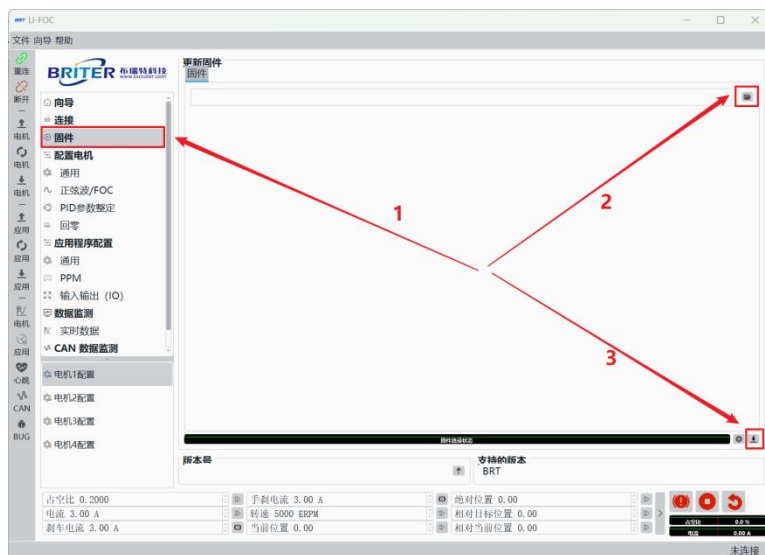 BRT U-FOC
文件 向导 帮助
重连
断开
电机
电机
电机
应用
应用
应用
电机
应用
心跳
CAN
BUG
BRITER 布瑞特科技
向导
连接
固件
配置电机
通用
正弦波/FOC
PID参数整定
回零
应用程序配置
通用
PPM
输入输出 (IO)
数据监测
实时数据
CAN 数据监测
电机1配置
电机2配置
电机3配置
电机4配置
更新固件
固件
1
2
3
固件烧录状态
版本号
支持的版本
BRT
占空比 0.2000
手刹电流 3.00 A
绝对位置 0.00
电流 3.00 A
转速 5000 ERPM
相对目标位置 0.00
刹车电流 3.00 A
当前位置 0.00
相对当前位置 0.00
占空比 0.0 %
电流 0.00 A
未连接